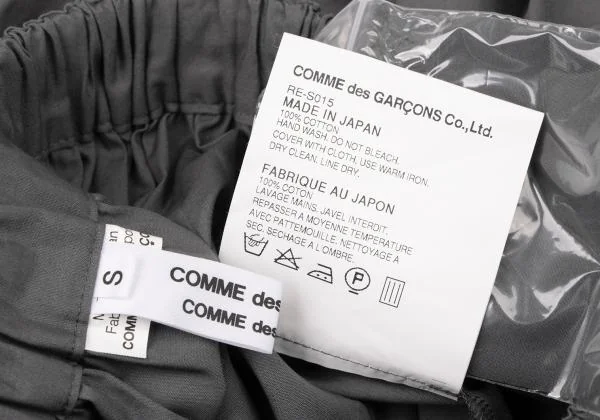 COMME des GARÇONS Co.,Ltd.
RE-S015
MADE IN JAPAN
100% COTTON
HAND WASH. DO NOT BLEACH.
COVER WITH CLOTH. USE WARM IRON.
DRY CLEAN. LINE DRY.
FABRIQUE AU JAPON
100% COTON
LAVAGE MAINS. JAVEL INTERDIT.
REPASSER A MOYENNE TEMPERATURE
AVEC PATTEMOUILLE. NETTOYAGE A
SEC. SECHAGE A L'OMBRE.
P
S
COMME des
COMME des
Fab
COMM